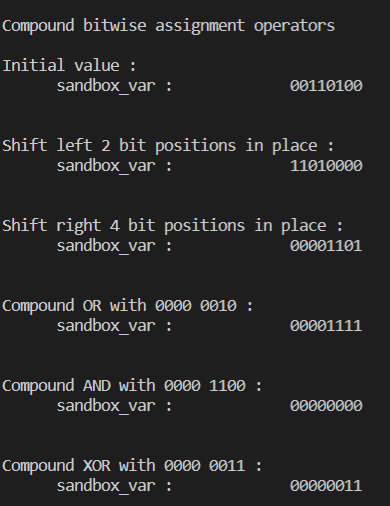 Compound bitwise assignment operators
Initial value :
sandbox_var : 00110100
Shift left 2 bit positions in place :
sandbox_var : 11010000
Shift right 4 bit positions in place :
sandbox_var : 00001101
Compound OR with 0000 0010 :
sandbox_var : 00001111
Compound AND with 0000 1100 :
sandbox_var : 00000000
Compound XOR with 0000 0011 :
sandbox_var : 00000011